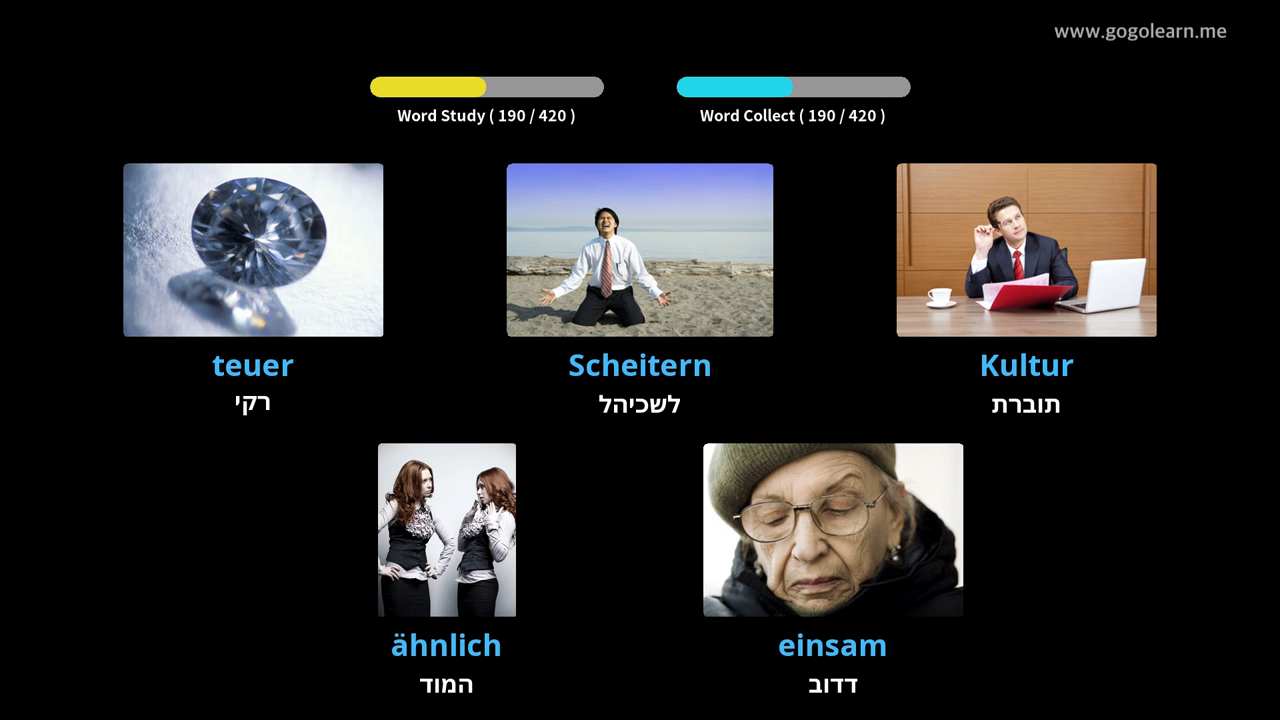 www.gogolearn.me
Word Study ( 190 / 420 )
Word Collect ( 190 / 420 )
teuer
רקי
Scheitern
לשכיהל
Kultur
תוברת
ähnlich
המוד
einsam
דדוב